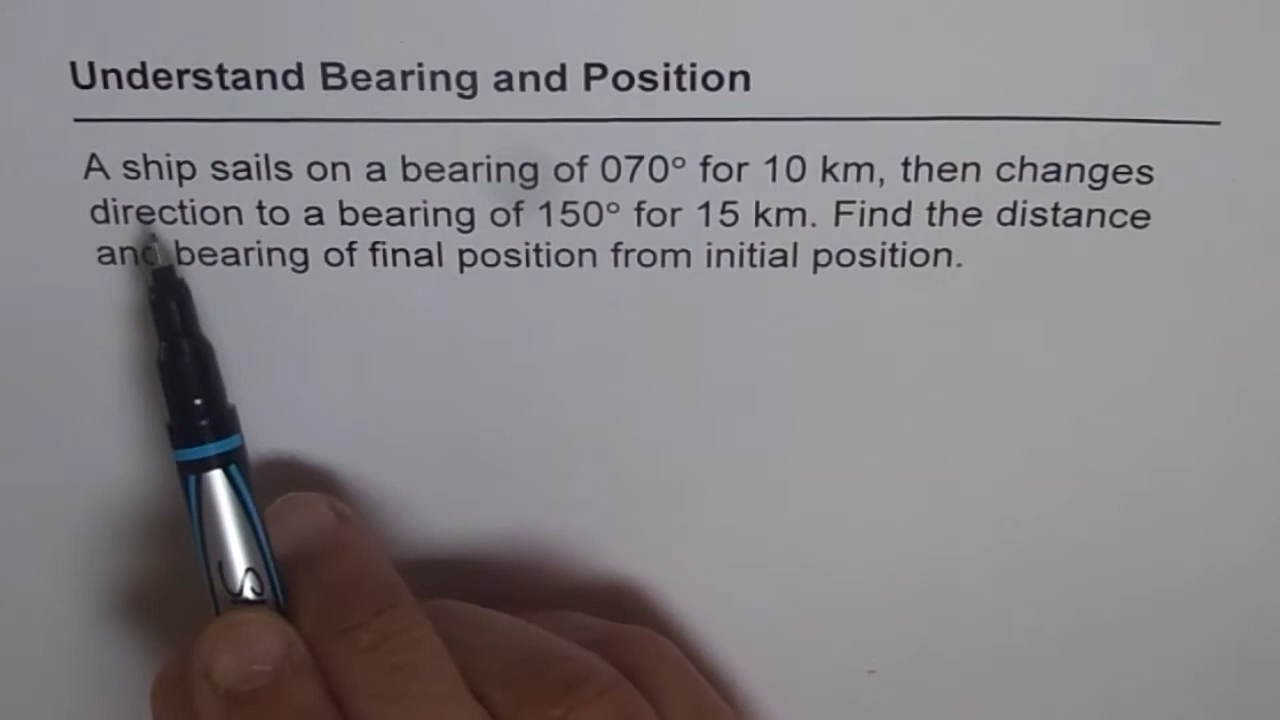 Understand Bearing and Position
A ship sails on a bearing of 070° for 10 km, then changes
direction to a bearing of 150° for 15 km. Find the distance
and bearing of final position from initial position.